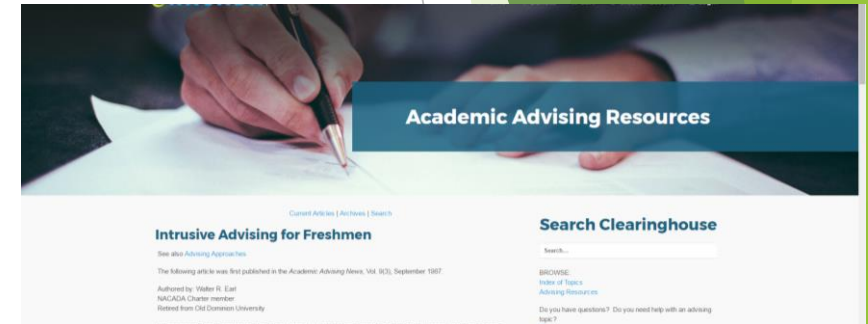 Academic Advising Resources
Current Articles | Archives | Search
Intrusive Advising for Freshmen
See also Advising Approaches
The following article was first published in the Academic Advising News, Vol. 9(3), September 1987.
Authored by: Walter R. Earl
NACADA Charter member
Retired from Old Dominion University
Search Clearinghouse
Search...
BROWSE:
Index of Topics
Advising Resources
Do you have questions? Do you need help with an advising
topic?